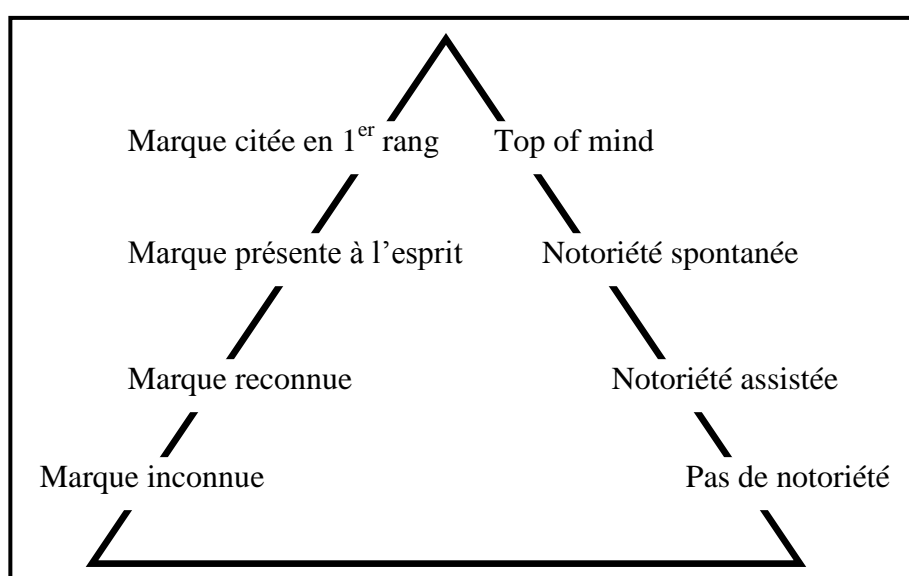 Marque citée en 1er rang Top of mind
Marque présente à l’esprit Notoriété spontanée
Marque reconnue Notoriété assistée
Marque inconnue Pas de notoriété